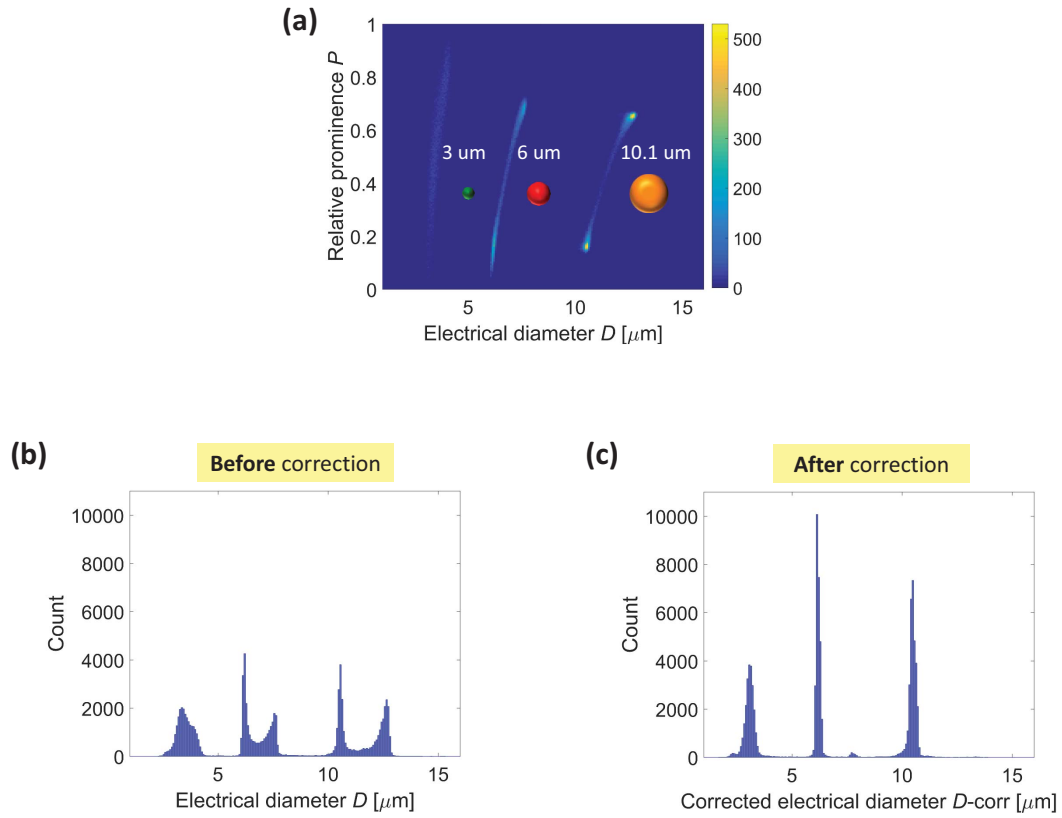 (a)
Relative prominence P
1
0.8
0.6
0.4
0.2
0
3 um 6 um 10.1 um
5 10 15
Electrical diameter D [μm]
500
400
300
200
100
0
(b)
Before correction
Count
10000
8000
6000
4000
2000
0
5 10 15
Electrical diameter D [μm]
(c)
After correction
Count
10000
8000
6000
4000
2000
0
5 10 15
Corrected electrical diameter D-corr [μm]